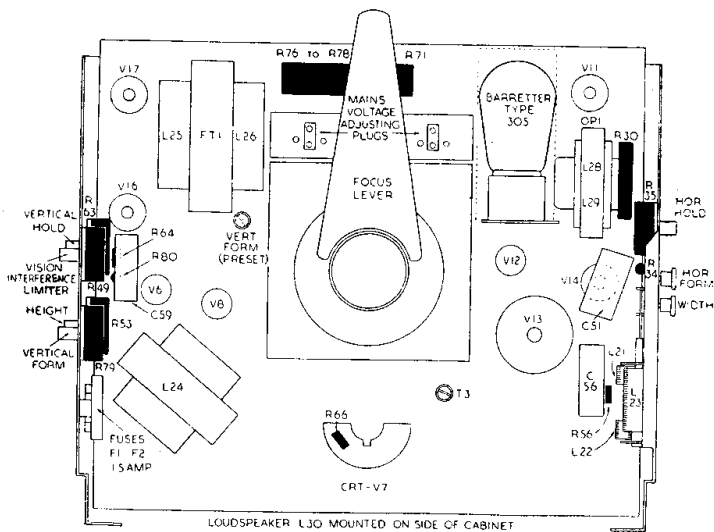 R76 to R78
R71
V17
V11
MAINS
VOLTAGE
ADJUSTING
PLUGS
BARRETTER
TYPE
305
OP1
R30
L25
FT1
L26
L28
L29
FOCUS
LEVER
V16
R
63
R
35
VERTICAL
HOLD
R64
VERT
FORM
(PRESET)
HOR
HOLD
VISION
INTERFERENCE
LIMITER
R80
V12
R
34
R49
V6
V14
HOR
FORM
HEIGHT
C59
V8
WIDTH
R53
V13
C51
VERTICAL
FORM
R79
L24
L21
C
56
L
23
T3
R66
R56
L22
FUSES
F1 F2
1.5 AMP
CRT-V7
LOUDSPEAKER L30 MOUNTED ON SIDE OF CABINET